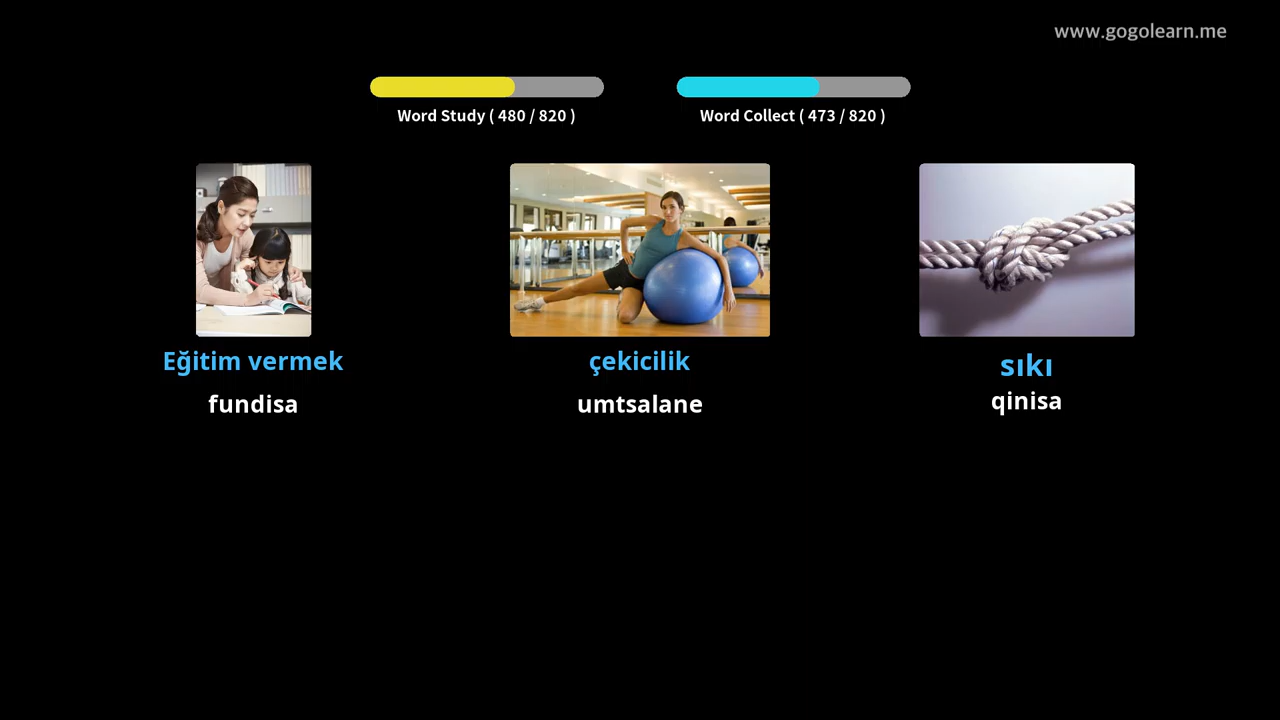 www.gogolearn.me
Word Study ( 480 / 820 )
Word Collect ( 473 / 820 )
Eğitim vermek
çekicilik
sıkı
fundisa
umtsalane
qinisa